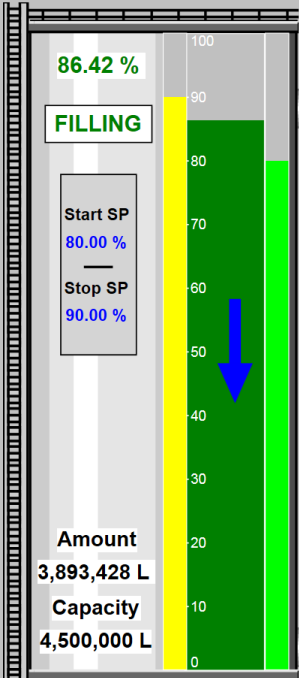 86.42 %
FILLING
Start SP
80.00 %
Stop SP
90.00 %
Amount
3,893,428 L
Capacity
4,500,000 L
100
90
80
70
60
50
40
30
20
10
0